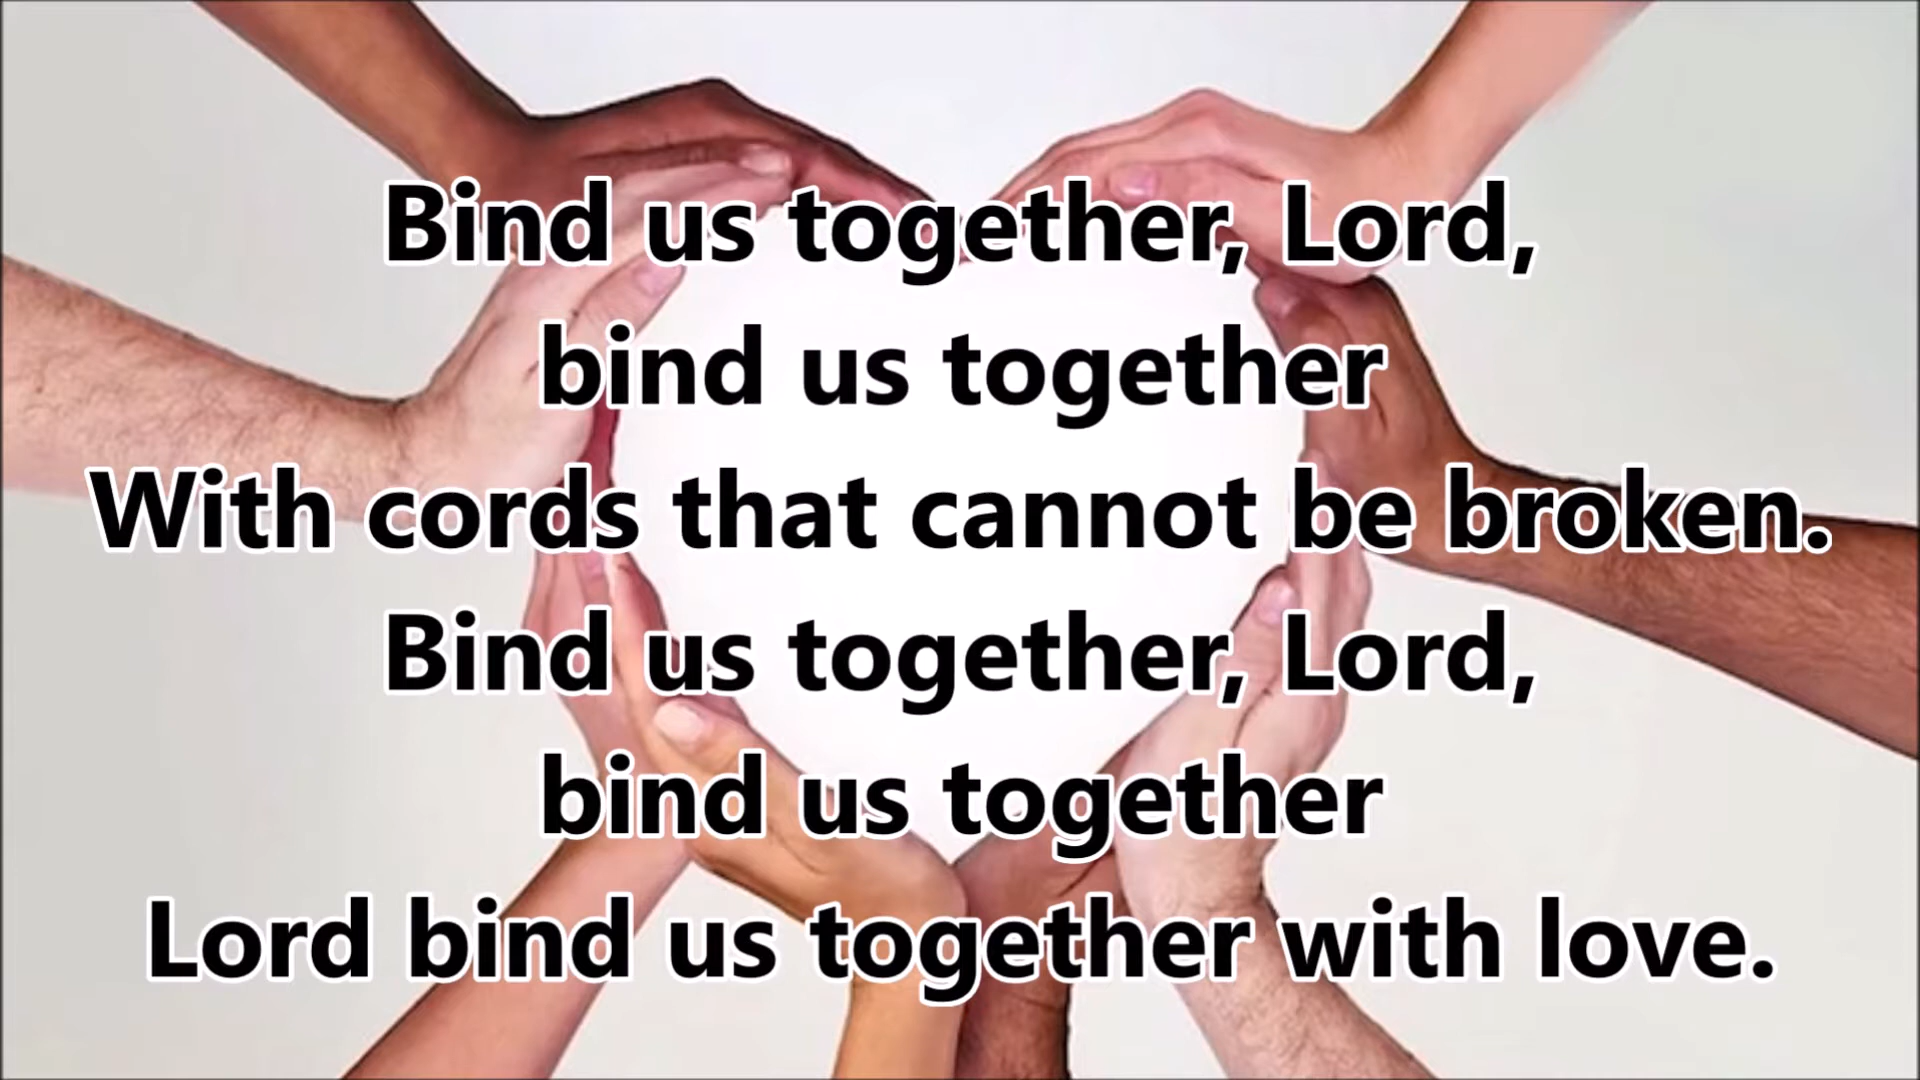 Bind us together, Lord,
bind us together
With cords that cannot be broken.
Bind us together, Lord,
bind us together
Lord bind us together with love.